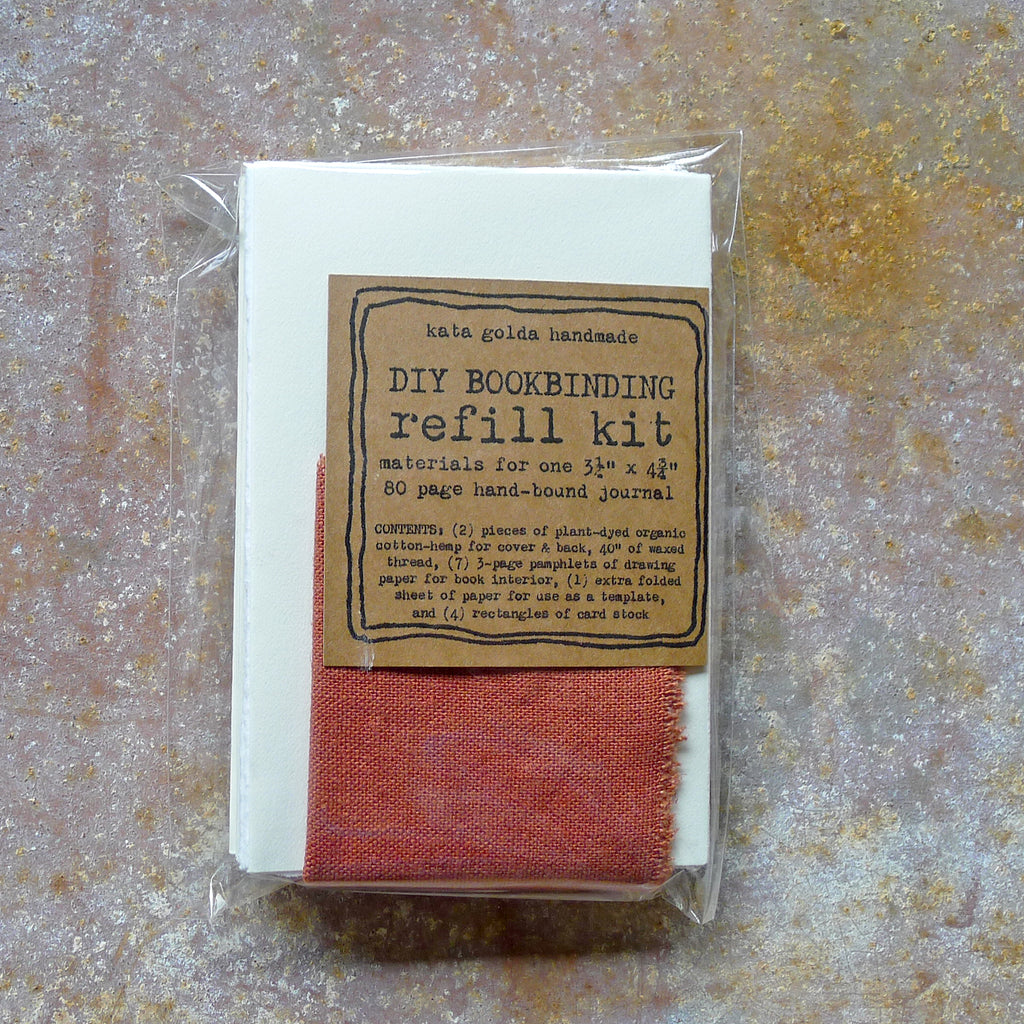 kata golda handmade
DIY BOOKBINDING
refill kit
materials for one 3½" x 4¾"
80 page hand-bound journal
CONTENTS: (2) pieces of plant-dyed organic
cotton-hemp for cover & back, 40" of waxed
thread, (7) 3-page pamphlets of drawing
paper for book interior, (1) extra folded
sheet of paper for use as a template,
and (4) rectangles of card stock